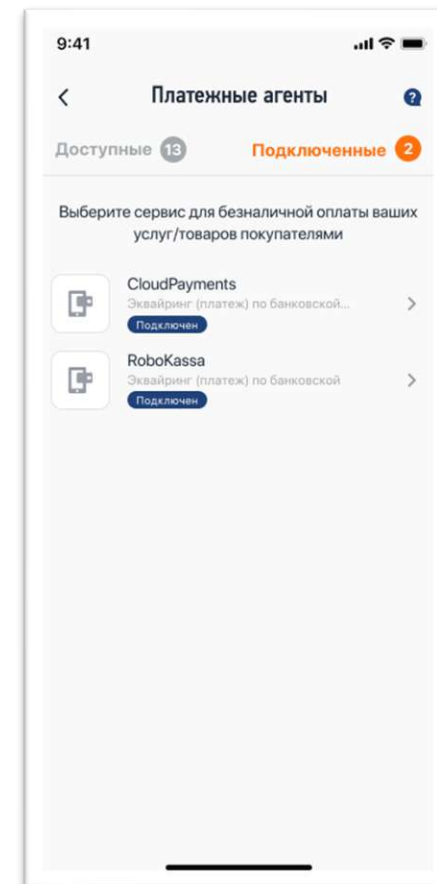 9:41
Платежные агенты
Доступные 13 Подключенные 2
Выберите сервис для безналичной оплаты ваших
услуг/товаров покупателями
CloudPayments
Эквайринг (платеж) по банковской...
Подключен
RoboKassa
Эквайринг (платеж) по банковской
Подключен